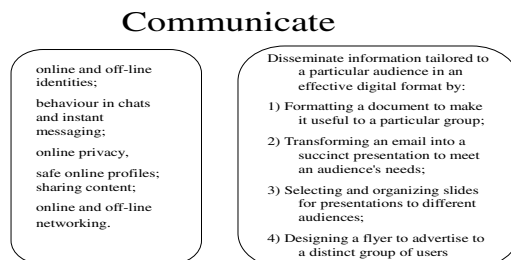 Communicate
online and off-line
identities;
behaviour in chats
and instant
messaging;
online privacy,
safe online profiles;
sharing content;
online and off-line
networking.
Disseminate information tailored to
a particular audience in an
effective digital format by:
1) Formatting a document to make
it useful to a particular group;
2) Transforming an email into a
succinct presentation to meet
an audience's needs;
3) Selecting and organizing slides
for presentations to different
audiences;
4) Designing a flyer to advertise to
a distinct group of users